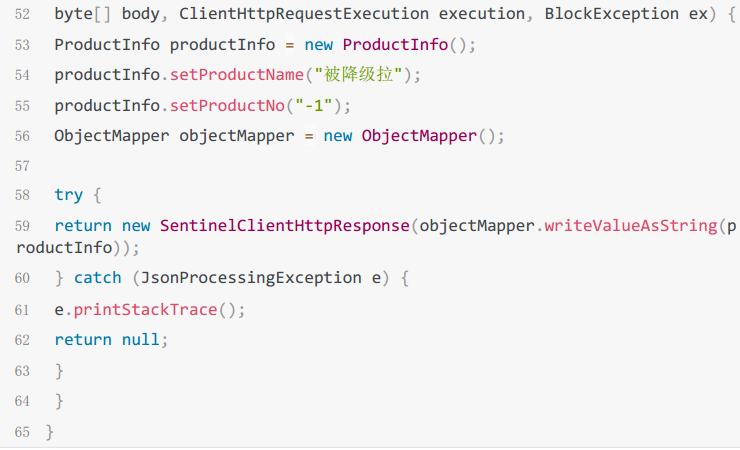 52 byte[] body, ClientHttpRequestExecution execution, BlockException ex) {
53 ProductInfo productInfo = new ProductInfo();
54 productInfo.setProductName("被降级拉");
55 productInfo.setProductNo("-1");
56 ObjectMapper objectMapper = new ObjectMapper();
57
58 try {
59 return new SentinelClientHttpResponse(objectMapper.writeValueAsString(p
roductInfo));
60 } catch (JsonProcessingException e) {
61 e.printStackTrace();
62 return null;
63 }
64 }
65 }